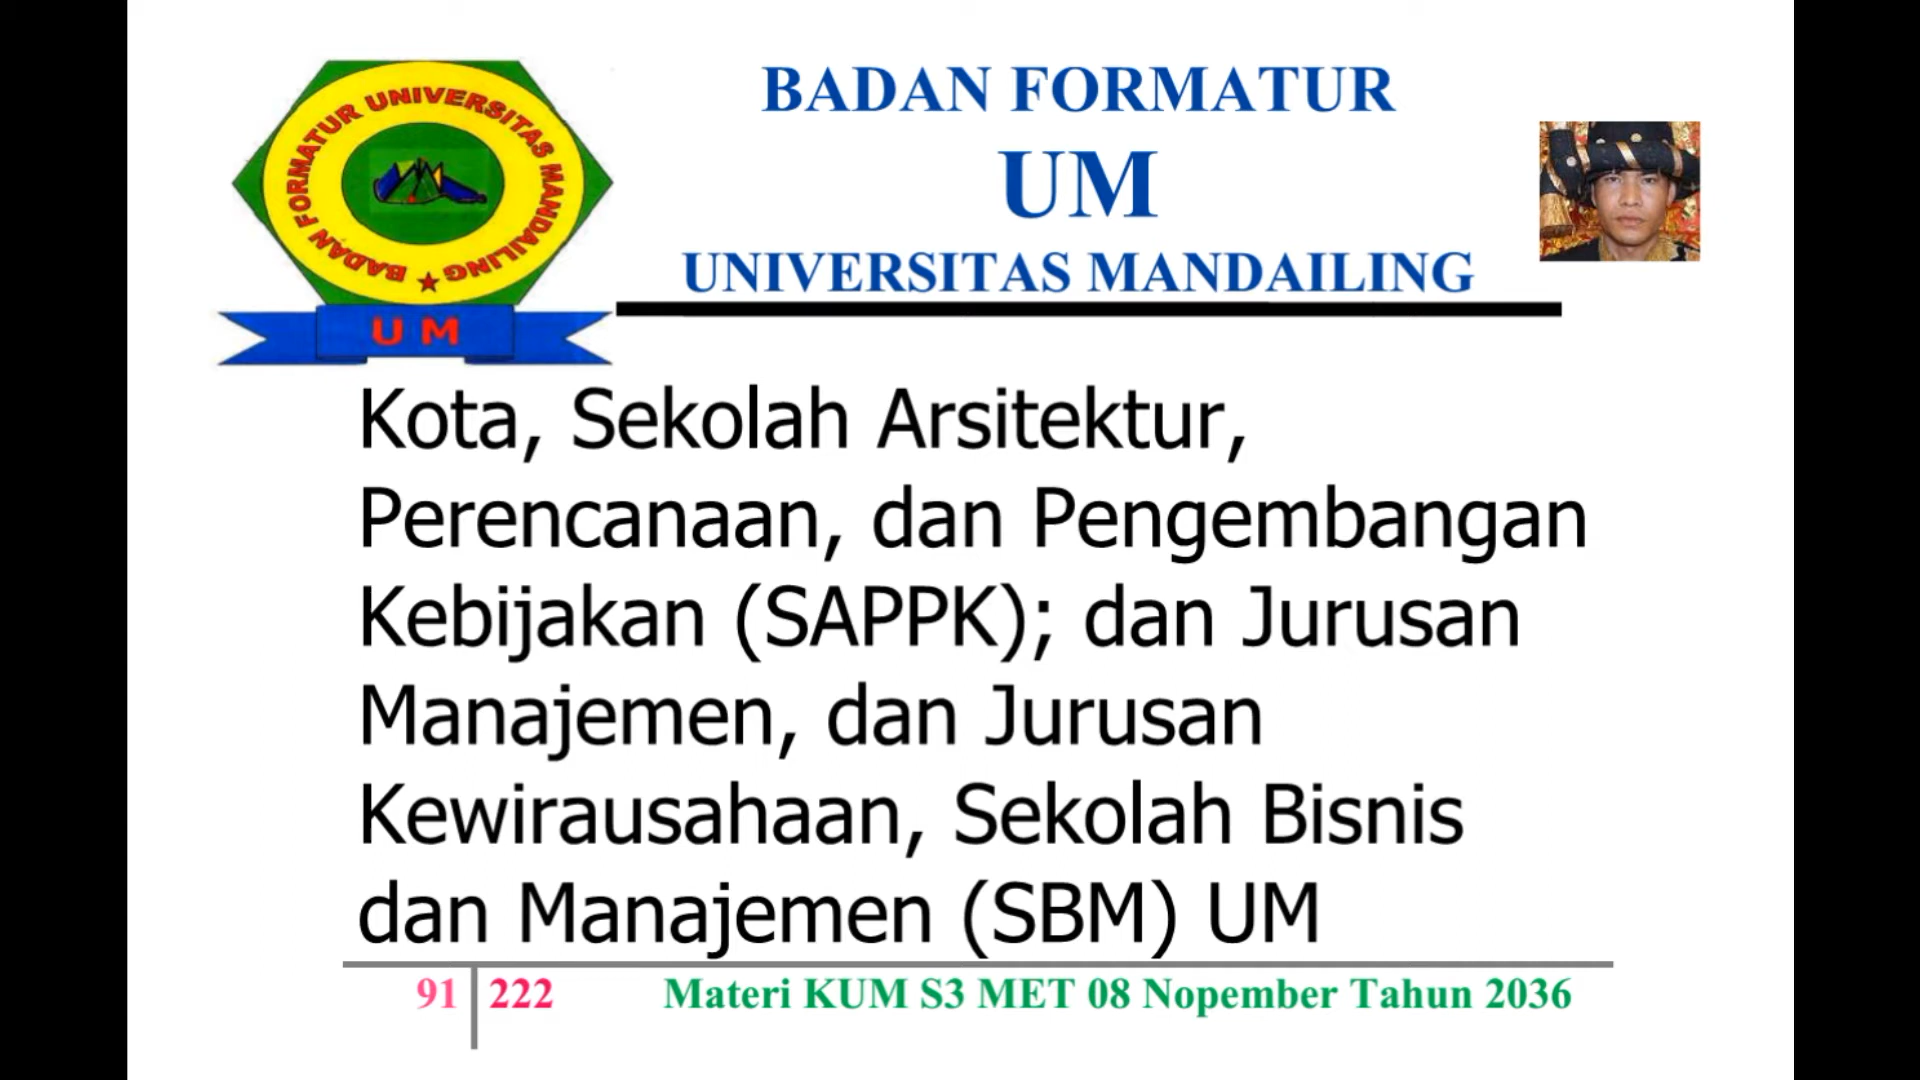 BADAN FORMATUR UNIVERSITAS MANDAILING
UM
BADAN FORMATUR
UM
UNIVERSITAS MANDAILING
Kota, Sekolah Arsitektur,
Perencanaan, dan Pengembangan
Kebijakan (SAPPK); dan Jurusan
Manajemen, dan Jurusan
Kewirausahaan, Sekolah Bisnis
dan Manajemen (SBM) UM
91 222 Materi KUM S3 MET 08 Nopember Tahun 2036